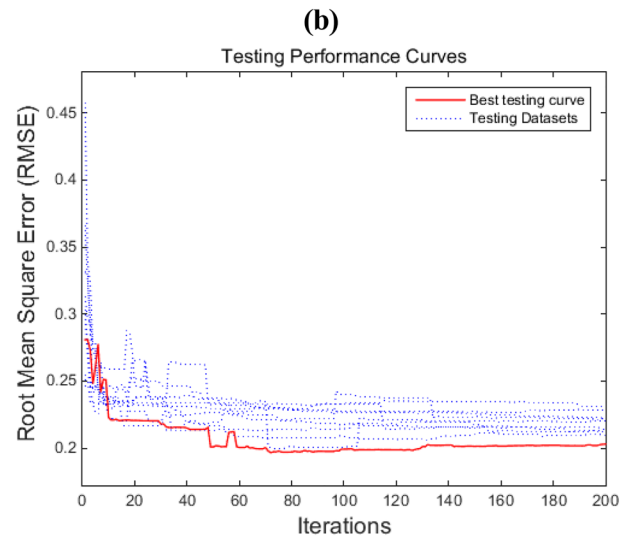 (b)
Testing Performance Curves
Root Mean Square Error (RMSE)
0.45
0.4
0.35
0.3
0.25
0.2
Best testing curve
Testing Datasets
0 20 40 60 80 100 120 140 160 180 200
Iterations